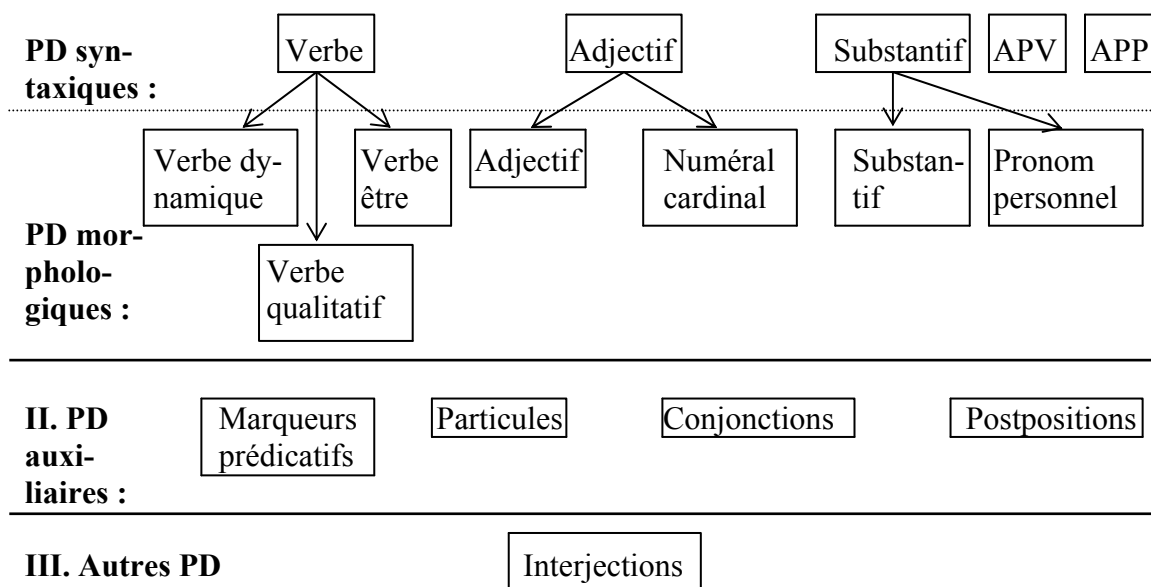 PD syn-
taxiques :
Verbe
Adjectif
Substantif
APV
APP
PD mor-
pholo-
giques :
Verbe dy-
namique
Verbe
être
Adjectif
Numéral
cardinal
Substan-
tif
Pronom
personnel
Verbe
qualitatif
II. PD
auxi-
liaires :
Marqueurs
prédicatifs
Particules
Conjonctions
Postpositions
III. Autres PD
Interjections